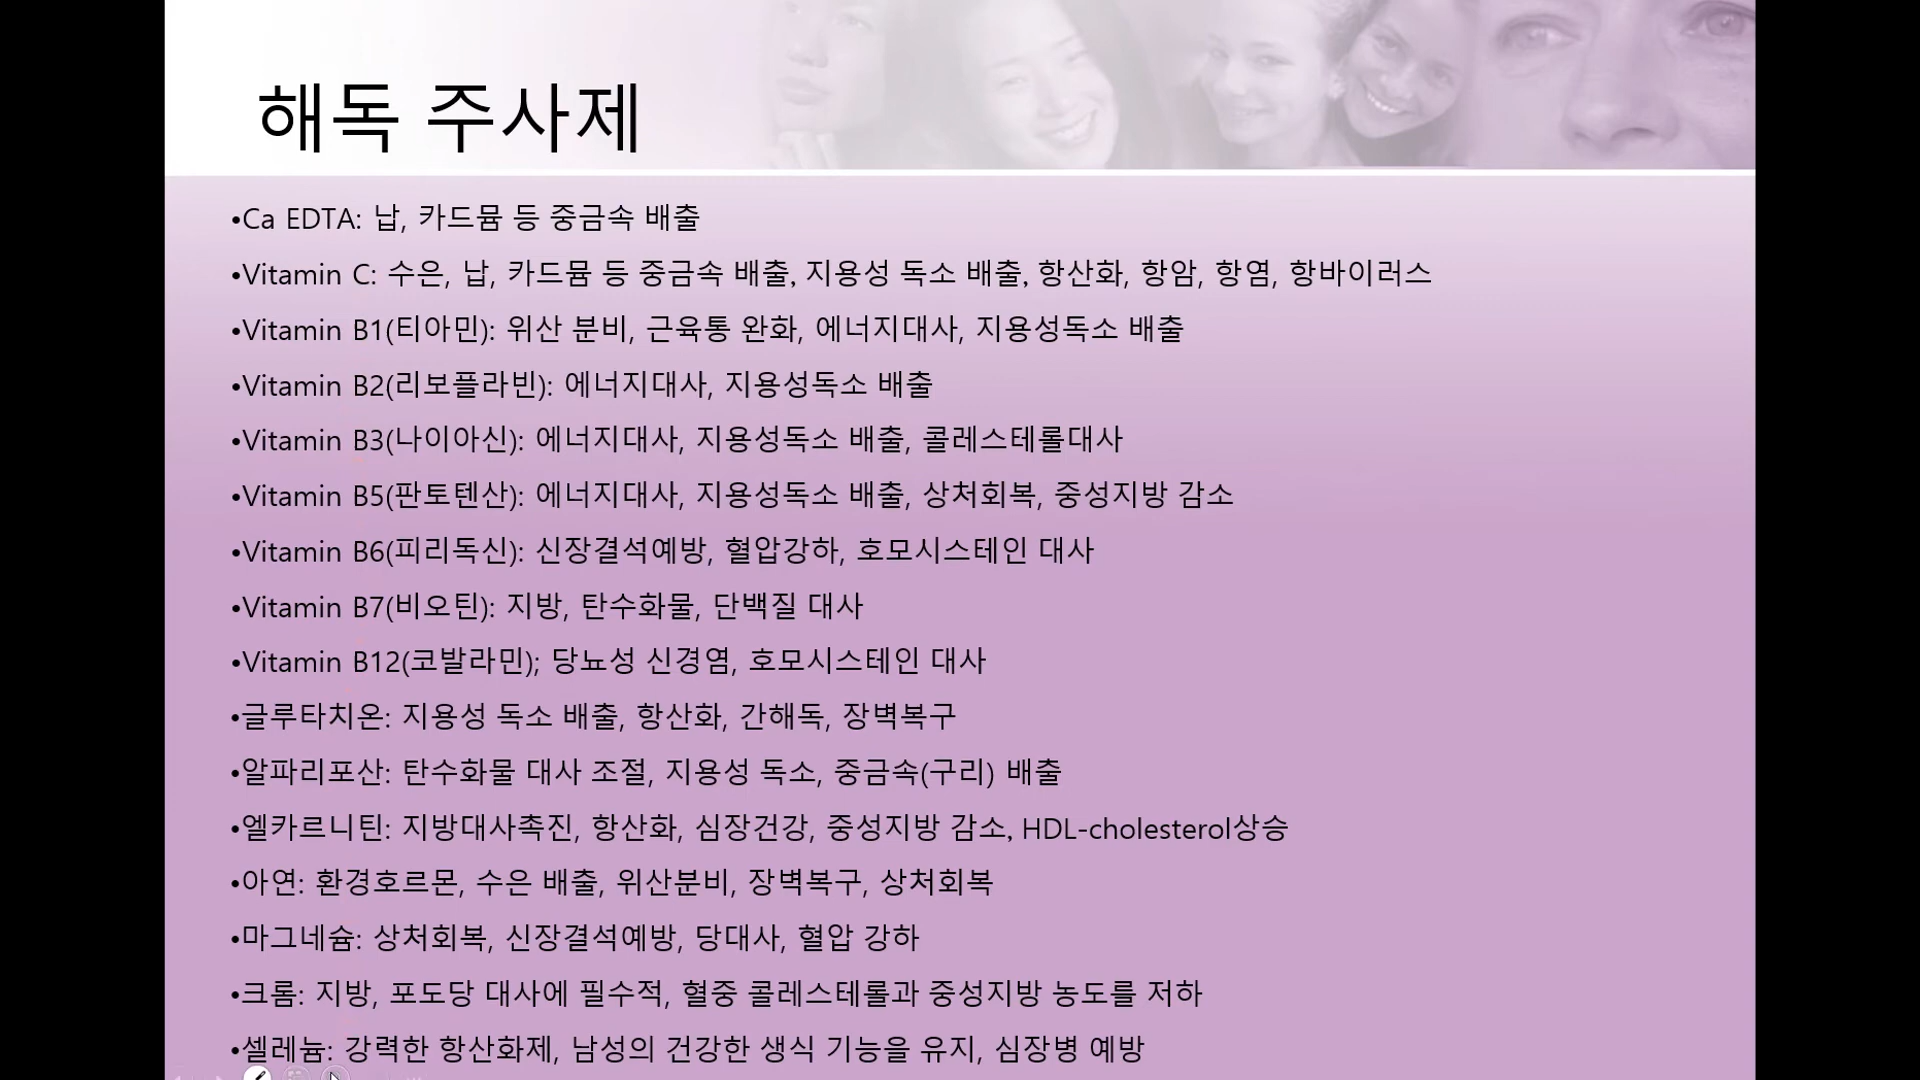 해독 주사제
•Ca EDTA: 납, 카드뮴 등 중금속 배출
•Vitamin C: 수은, 납, 카드뮴 등 중금속 배출, 지용성 독소 배출, 항산화, 항암, 항염, 항바이러스
•Vitamin B1(티아민): 위산 분비, 근육통 완화, 에너지대사, 지용성독소 배출
•Vitamin B2(리보플라빈): 에너지대사, 지용성독소 배출
•Vitamin B3(나이아신): 에너지대사, 지용성독소 배출, 콜레스테롤대사
•Vitamin B5(판토텐산): 에너지대사, 지용성독소 배출, 상처회복, 중성지방 감소
•Vitamin B6(피리독신): 신장결석예방, 혈압강하, 호모시스테인 대사
•Vitamin B7(비오틴): 지방, 탄수화물, 단백질 대사
•Vitamin B12(코발라민); 당뇨성 신경염, 호모시스테인 대사
•글루타치온: 지용성 독소 배출, 항산화, 간해독, 장벽복구
•알파리포산: 탄수화물 대사 조절, 지용성 독소, 중금속(구리) 배출
•엘카르니틴: 지방대사촉진, 항산화, 심장건강, 중성지방 감소, HDL-cholesterol상승
•아연: 환경호르몬, 수은 배출, 위산분비, 장벽복구, 상처회복
•마그네슘: 상처회복, 신장결석예방, 당대사, 혈압 강하
•크롬: 지방, 포도당 대사에 필수적, 혈중 콜레스테롤과 중성지방 농도를 저하
•셀레늄: 강력한 항산화제, 남성의 건강한 생식 기능을 유지, 심장병 예방